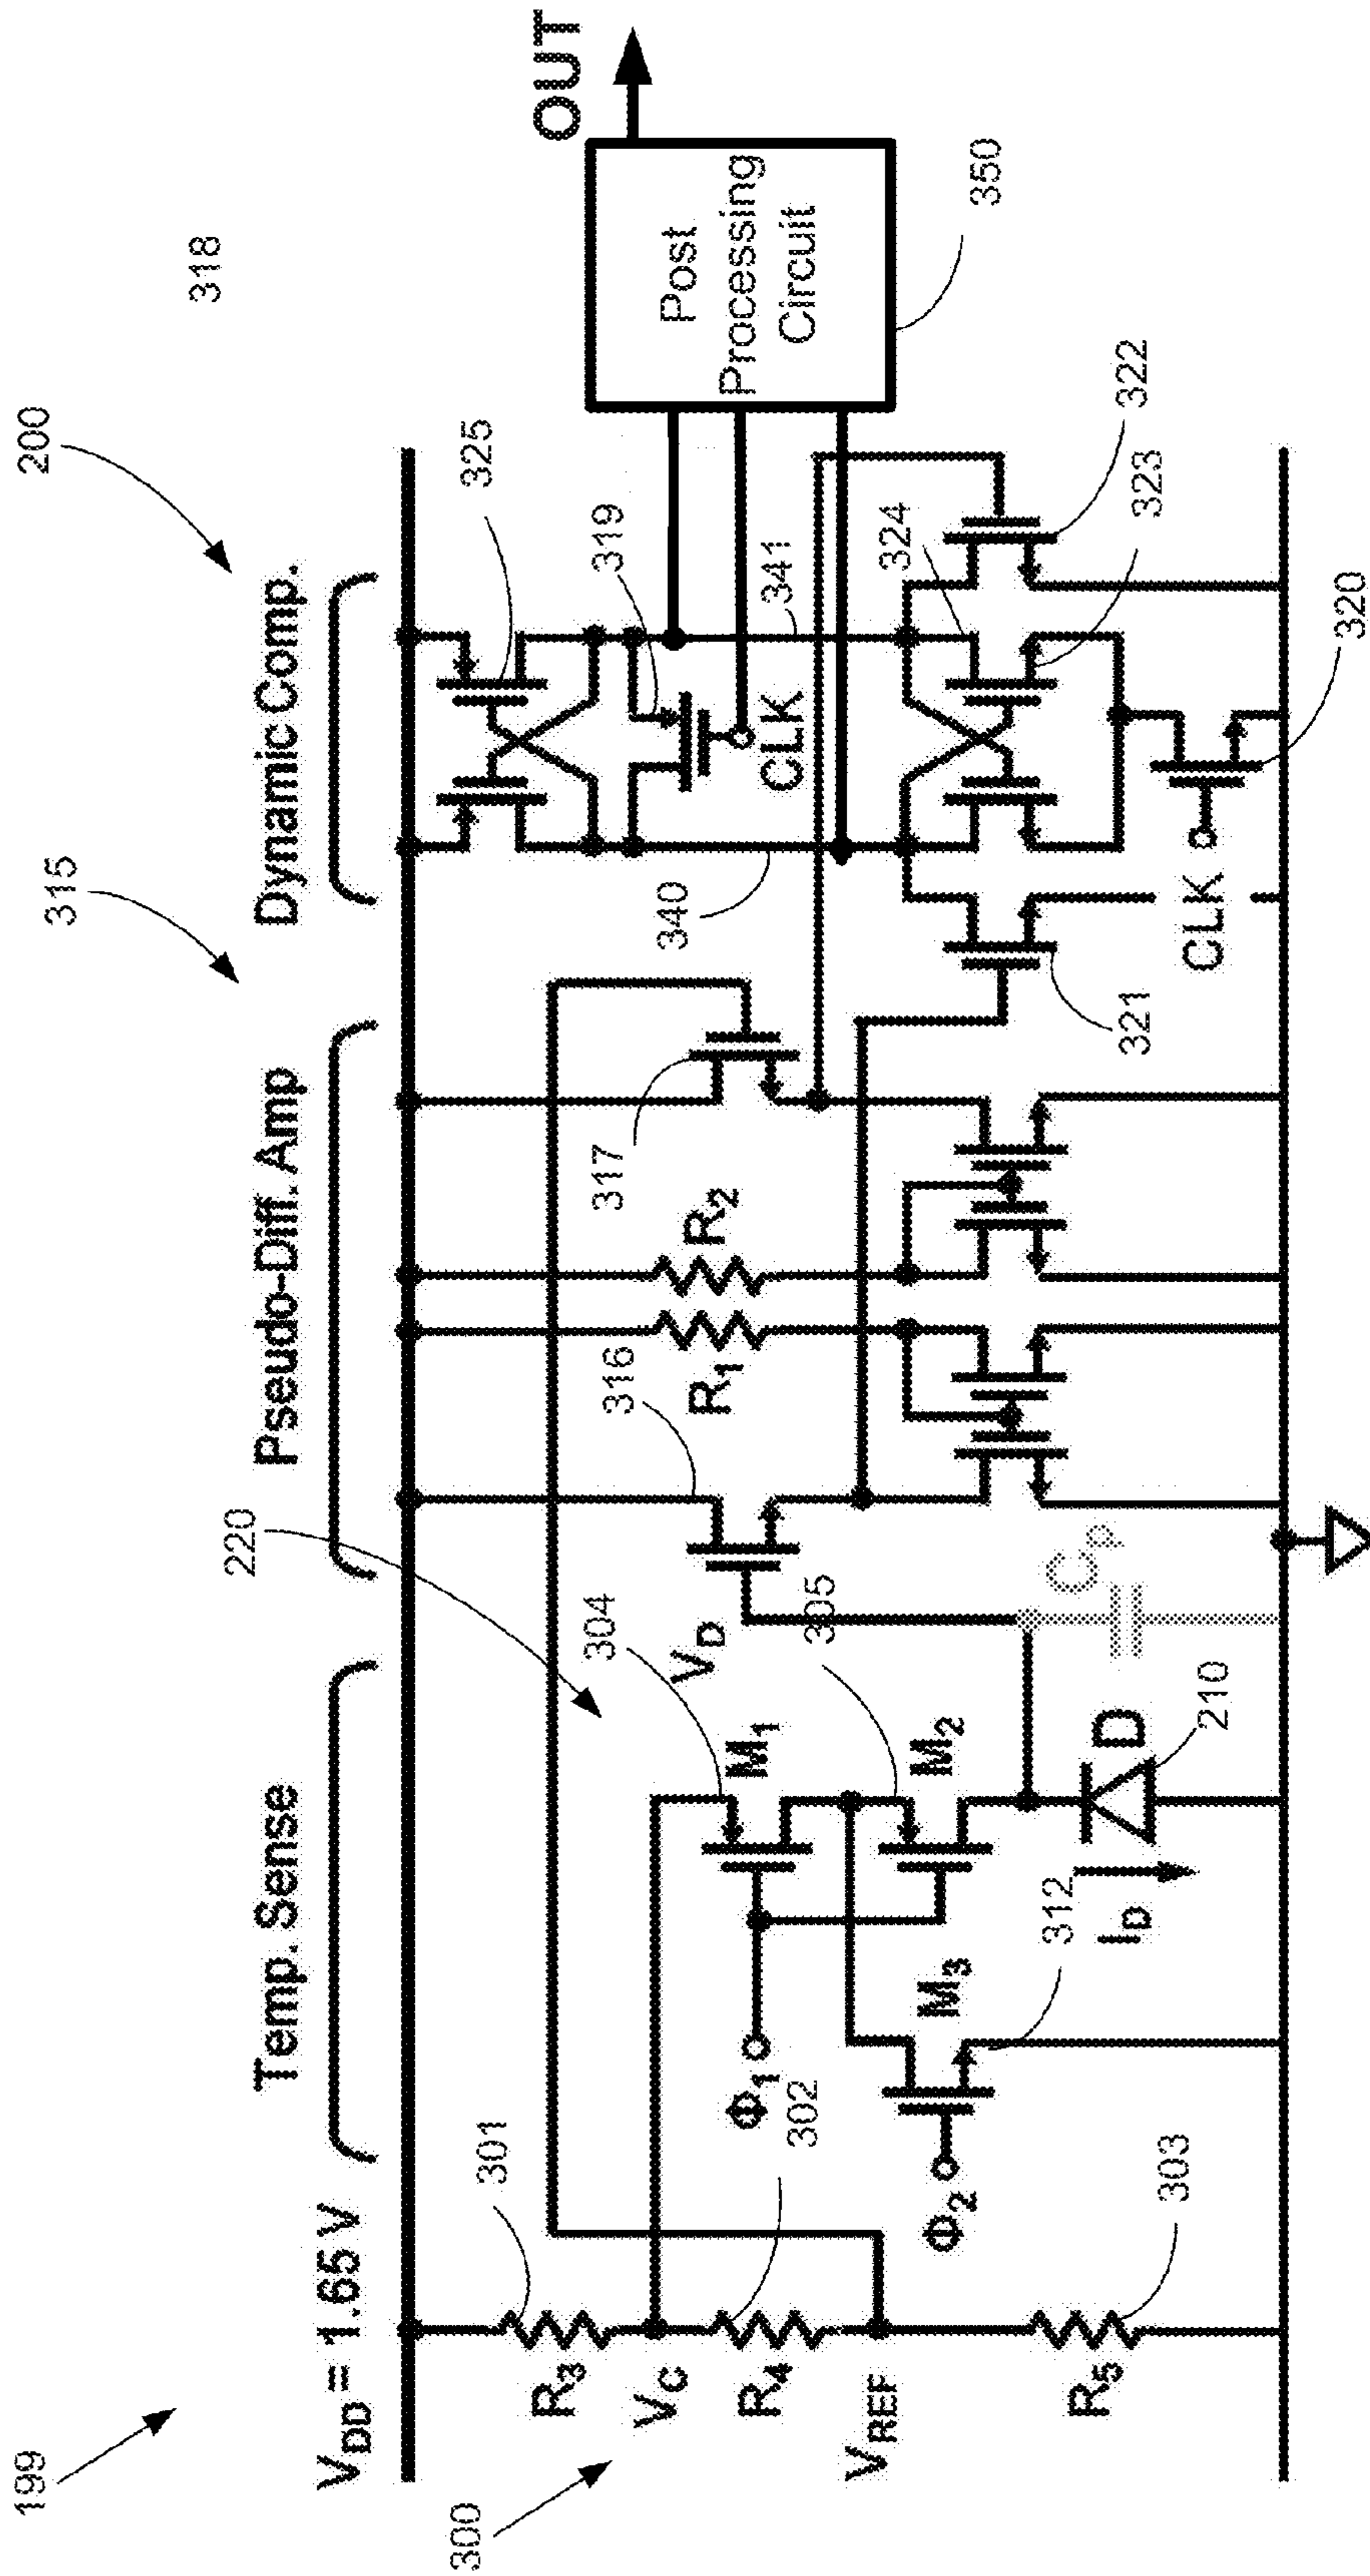 199
200
315
318
220
300
Temp. Sense
Pseudo-Diff. Amp
Dynamic Comp.
V_DD = 1.65 V
301
R3
V_C
302
R4
V_REF
303
R5
Φ1
Φ2
304
M1
V_D
305
M2
M3
312
I_D
D
210
C_p
316
R1
R2
317
340
325
319
CLK
341
324
321
CLK
323
322
320
Post
Processing
Circuit
350
OUT